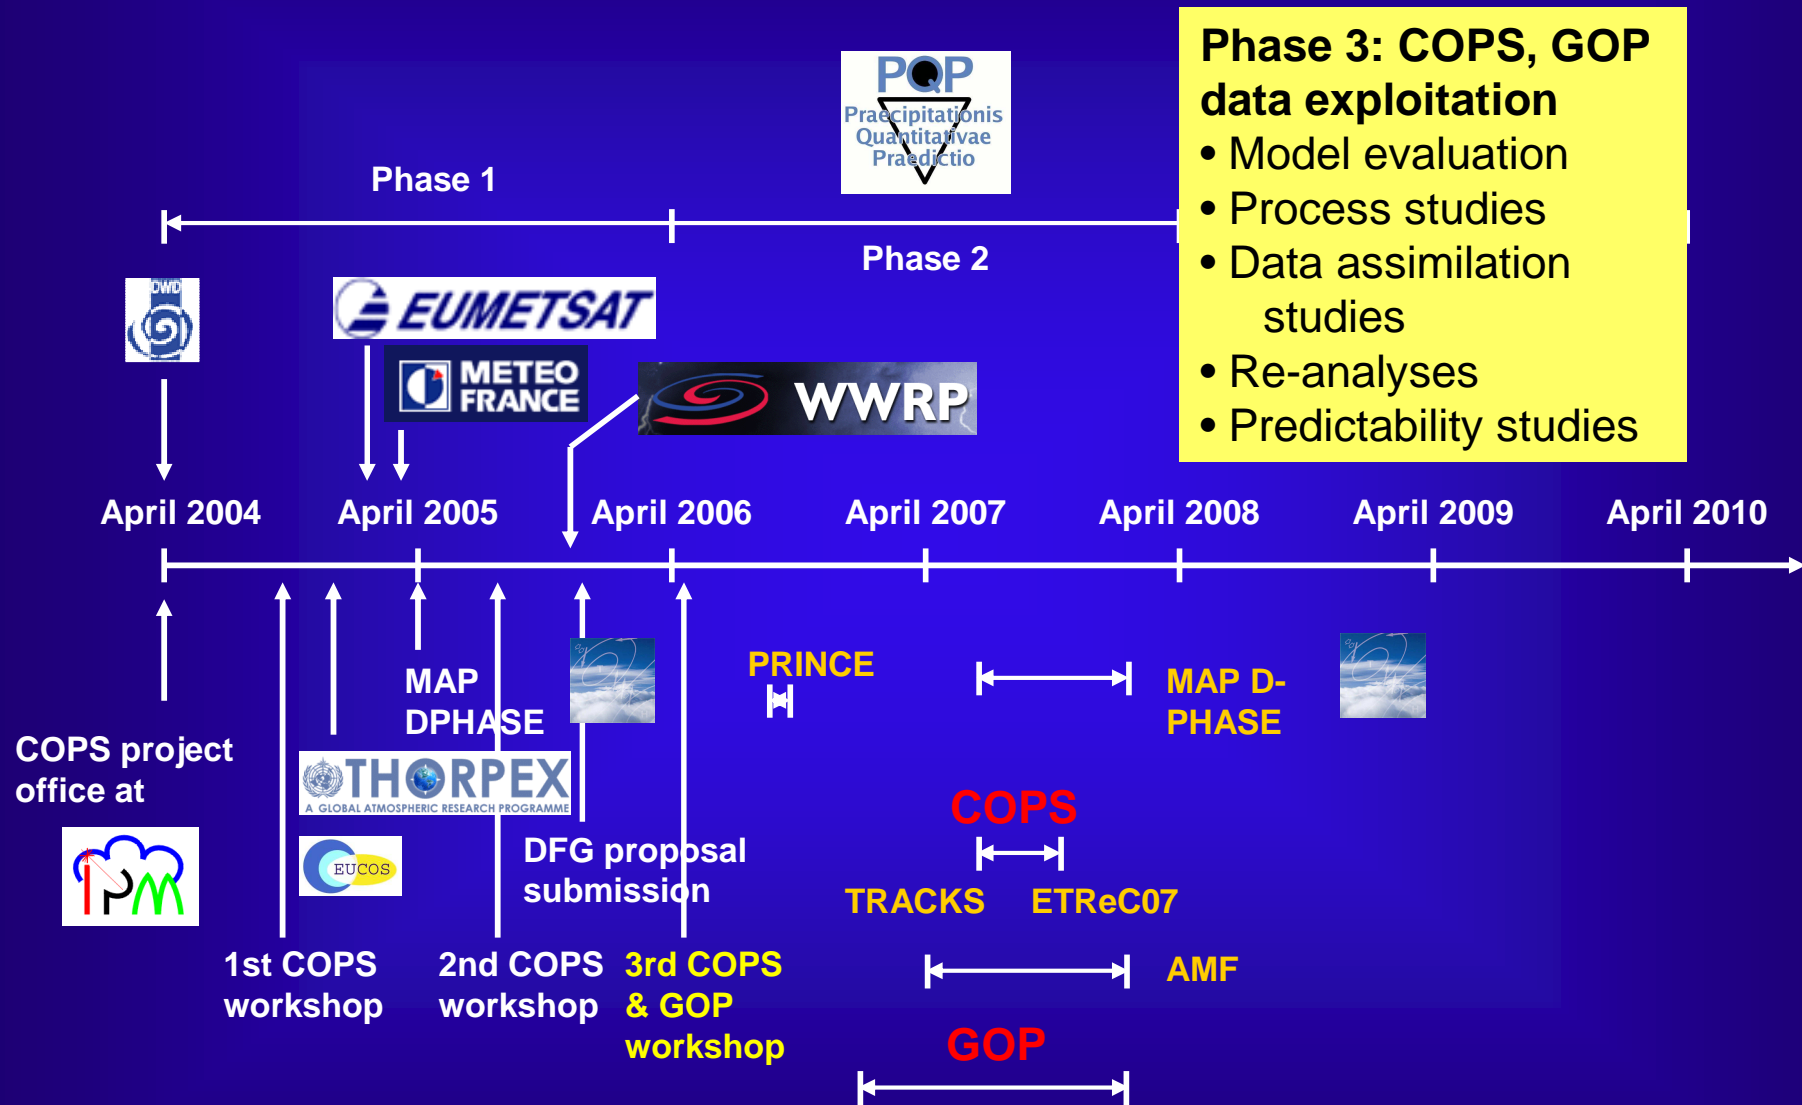 Phase 3: COPS, GOP
data exploitation
• Model evaluation
• Process studies
• Data assimilation
studies
• Re-analyses
• Predictability studies
PQP
Praecipitationis
Quantitativae
Praedictio
Phase 1
Phase 2
DWD
EUMETSAT
METEO
FRANCE
WWRP
April 2004
April 2005
April 2006
April 2007
April 2008
April 2009
April 2010
MAP
DPHASE
PRINCE
MAP D-
PHASE
COPS project
office at
THORPEX
A GLOBAL ATMOSPHERIC RESEARCH PROGRAMME
COPS
IPM
EUCOS
DFG proposal
submission
TRACKS
ETReC07
1st COPS
workshop
2nd COPS
workshop
3rd COPS
& GOP
workshop
AMF
GOP